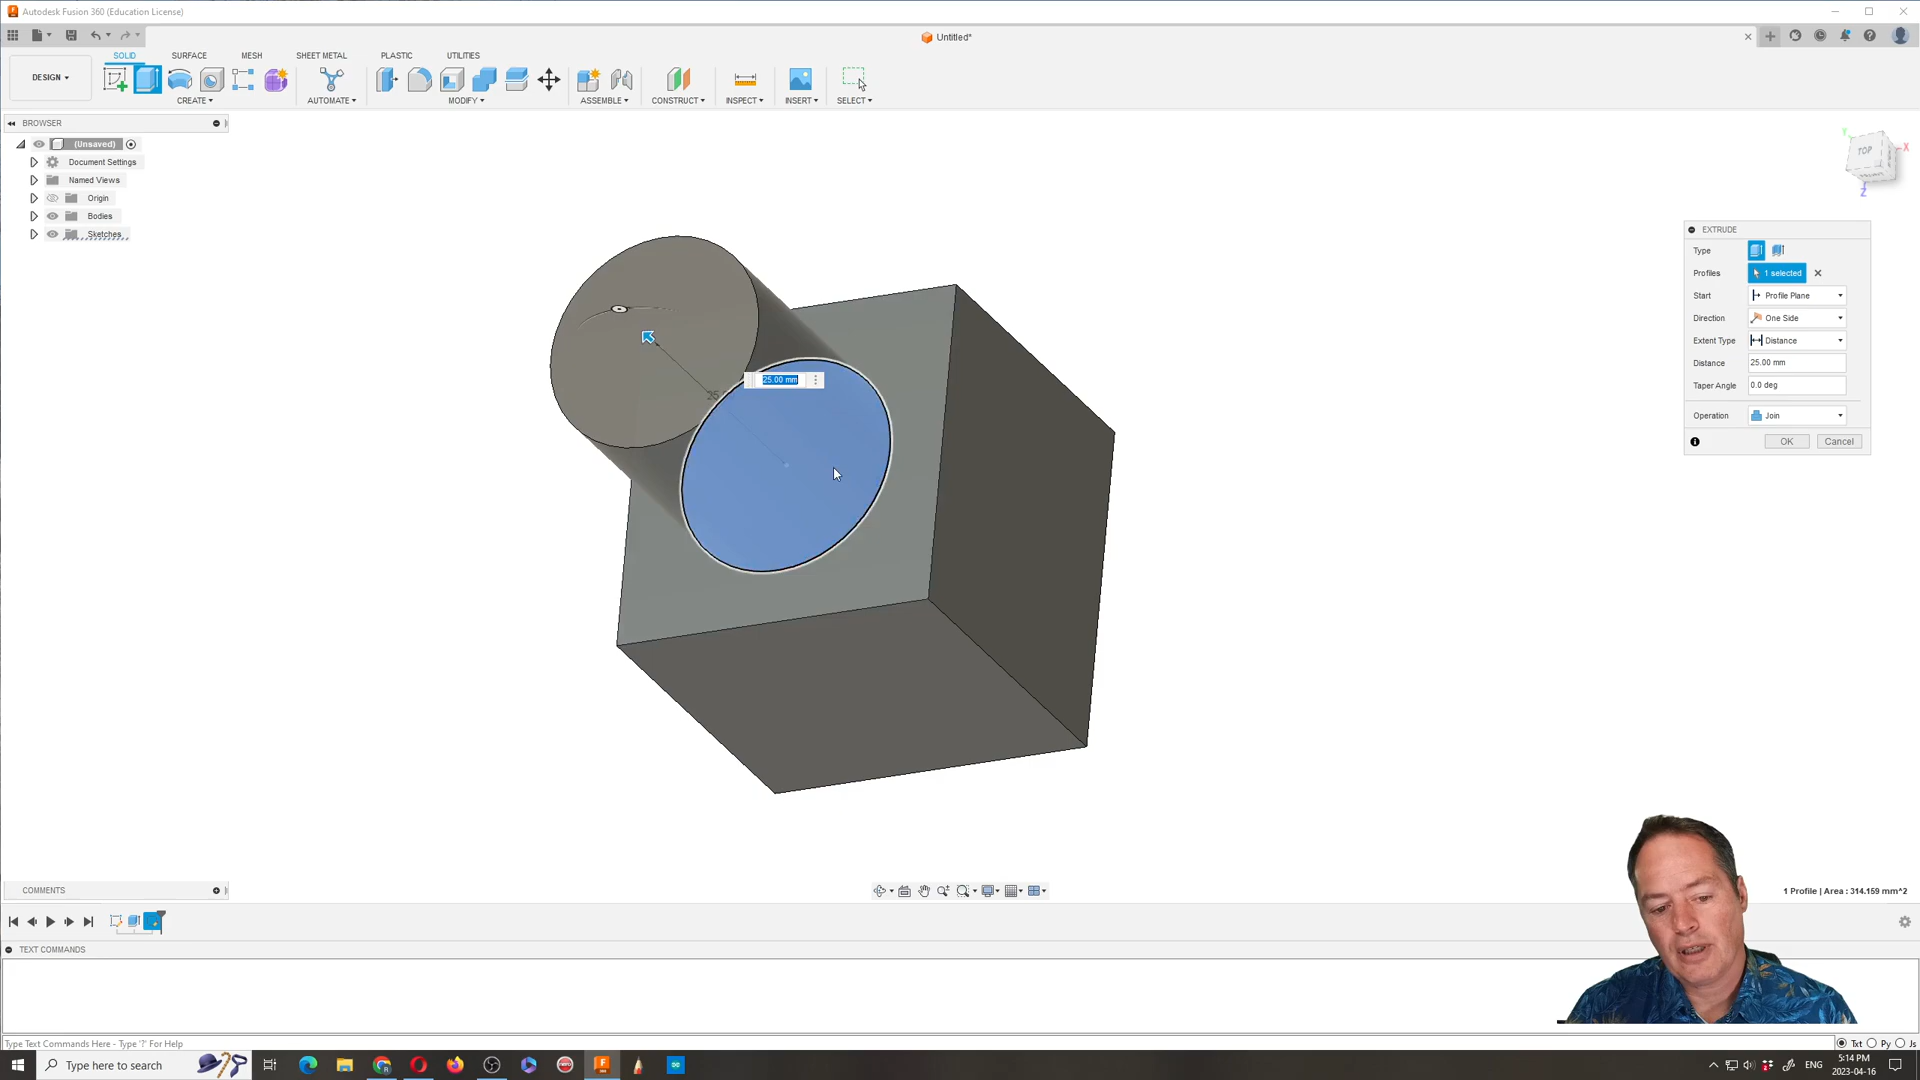 Autodesk Fusion 360 (Education License)
Untitled*
SOLID SURFACE MESH SHEET METAL PLASTIC UTILITIES
DESIGN
CREATE AUTOMATE MODIFY ASSEMBLE CONSTRUCT INSPECT INSERT SELECT
BROWSER
(Unsaved)
Document Settings
Named Views
Origin
Bodies
Sketches
Y
TOP
X
Z
FRONT
25.00 mm
EXTRUDE
Type
Profiles 1 selected
Start Profile Plane
Direction One Side
Extent Type Distance
Distance 25.00 mm
Taper Angle 0.0 deg
Operation Join
OK Cancel
COMMENTS
1 Profile | Area : 314.159 mm^2
TEXT COMMANDS
Type Text Commands Here - Type '?' For Help
Txt Py Js
Type here to search
ENG
5:14 PM
2023-04-16